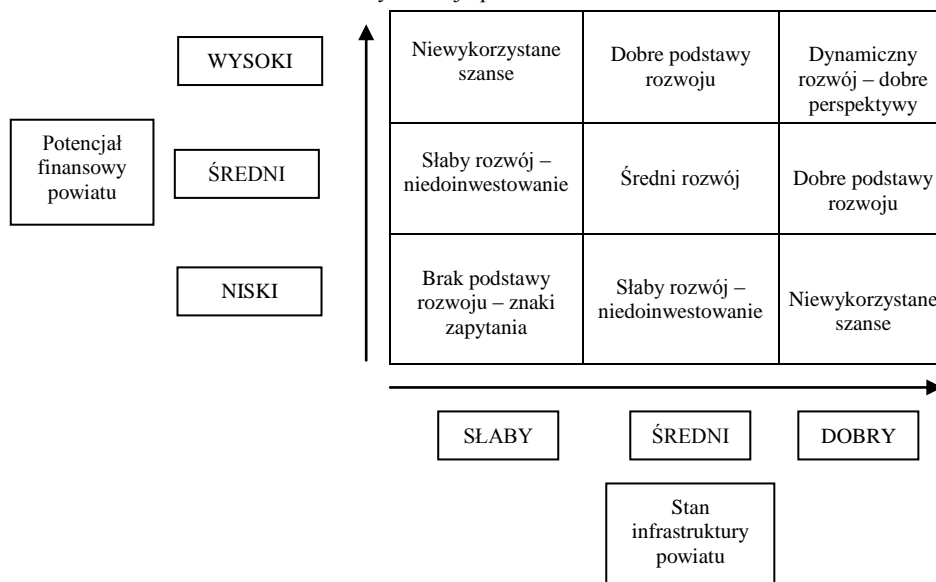 WYSOKI
Niewykorzystane
szanse
Dobre podstawy
rozwoju
Dynamiczny
rozwój – dobre
perspektywy
Potencjał
finansowy
powiatu
ŚREDNI
Słaby rozwój –
niedoinwestowanie
Średni rozwój
Dobre podstawy
rozwoju
NISKI
Brak podstawy
rozwoju – znaki
zapytania
Słaby rozwój –
niedoinwestowanie
Niewykorzystane
szanse
SŁABY
ŚREDNI
DOBRY
Stan
infrastruktury
powiatu